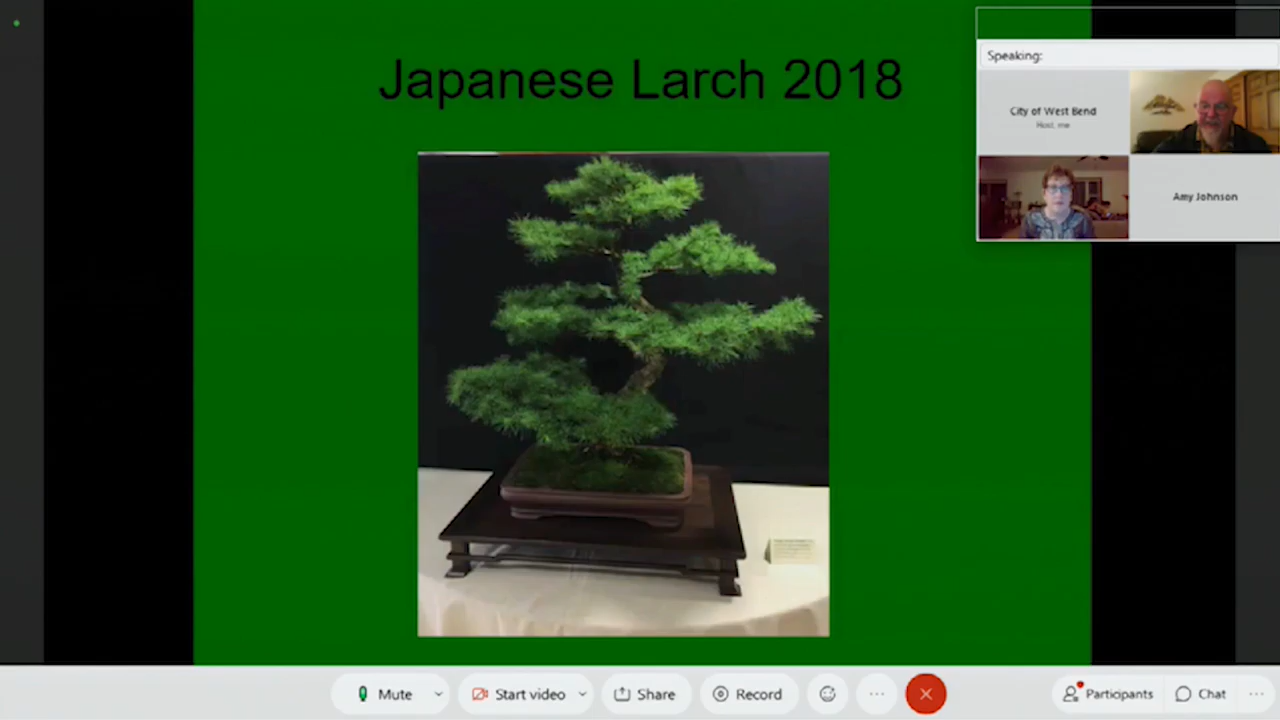 Japanese Larch 2018
Speaking:
City of West Bend
Host, me
Amy Johnson
Mute
Start video
Share
Record
Participants
Chat